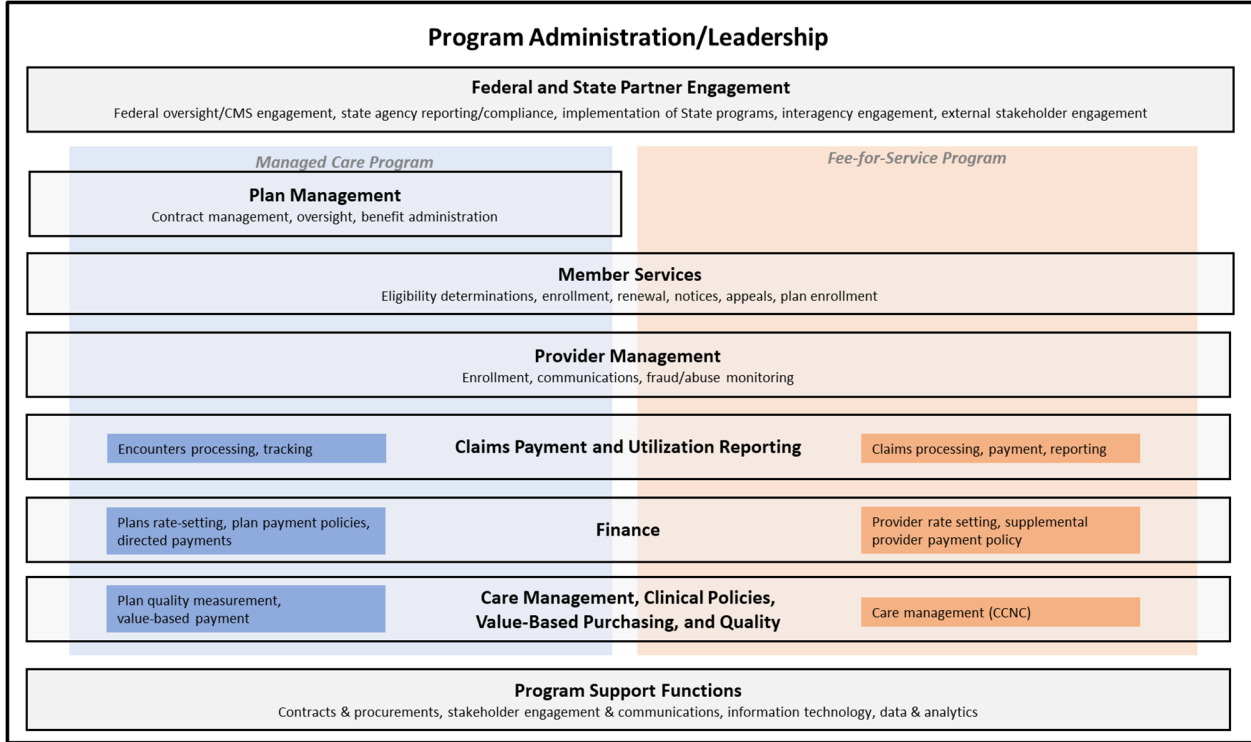 Program Administration/Leadership
Federal and State Partner Engagement
Federal oversight/CMS engagement, state agency reporting/compliance, implementation of State programs, interagency engagement, external stakeholder engagement
Managed Care Program
Fee-for-Service Program
Plan Management
Contract management, oversight, benefit administration
Member Services
Eligibility determinations, enrollment, renewal, notices, appeals, plan enrollment
Provider Management
Enrollment, communications, fraud/abuse monitoring
Encounters processing, tracking
Claims Payment and Utilization Reporting
Claims processing, payment, reporting
Plans rate-setting, plan payment policies,
directed payments
Finance
Provider rate setting, supplemental
provider payment policy
Plan quality measurement,
value-based payment
Care Management, Clinical Policies,
Value-Based Purchasing, and Quality
Care management (CCNC)
Program Support Functions
Contracts & procurements, stakeholder engagement & communications, information technology, data & analytics